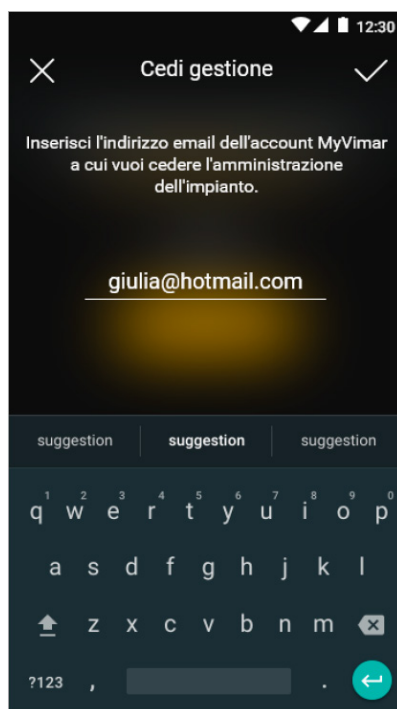 12:30
Cedi gestione
Inserisci l'indirizzo email dell'account MyVimar
a cui vuoi cedere l'amministrazione
dell'impianto.
giulia@hotmail.com
suggestion suggestion suggestion
1 2 3 4 5 6 7 8 9 0
q w e r t y u i o p
a s d f g h j k l
z x c v b n m
?123 , .